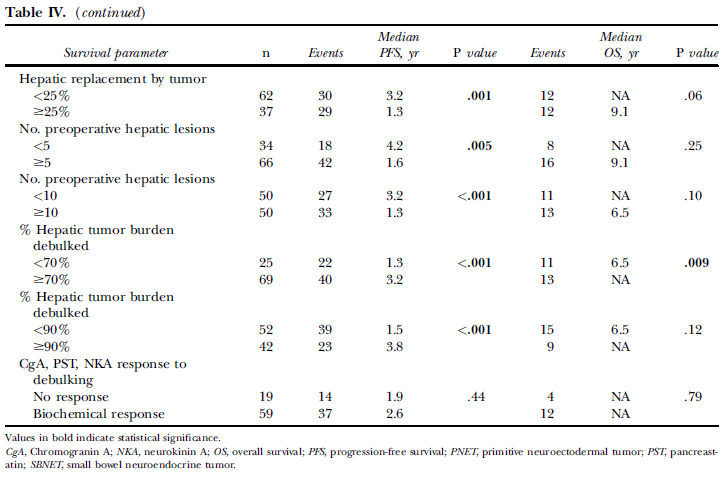 Table IV. (continued)
Median Median
Survival parameter n Events PFS, yr P value Events OS, yr P value
Hepatic replacement by tumor
<25% 62 30 3.2 .001 12 NA .06
≥25% 37 29 1.3 12 9.1
No. preoperative hepatic lesions
<5 34 18 4.2 .005 8 NA .25
≥5 66 42 1.6 16 9.1
No. preoperative hepatic lesions
<10 50 27 3.2 <.001 11 NA .10
≥10 50 33 1.3 13 6.5
% Hepatic tumor burden
debulked
<70% 25 22 1.3 <.001 11 6.5 .009
≥70% 69 40 3.2 13 NA
% Hepatic tumor burden
debulked
<90% 52 39 1.5 <.001 15 6.5 .12
≥90% 42 23 3.8 9 NA
CgA, PST, NKA response to
debulking
No response 19 14 1.9 .44 4 NA .79
Biochemical response 59 37 2.6 12 NA
Values in bold indicate statistical significance.
CgA, Chromogranin A; NKA, neurokinin A; OS, overall survival; PFS, progression-free survival; PNET, primitive neuroectodermal tumor; PST, pancreast-
atin; SBNET, small bowel neuroendocrine tumor.